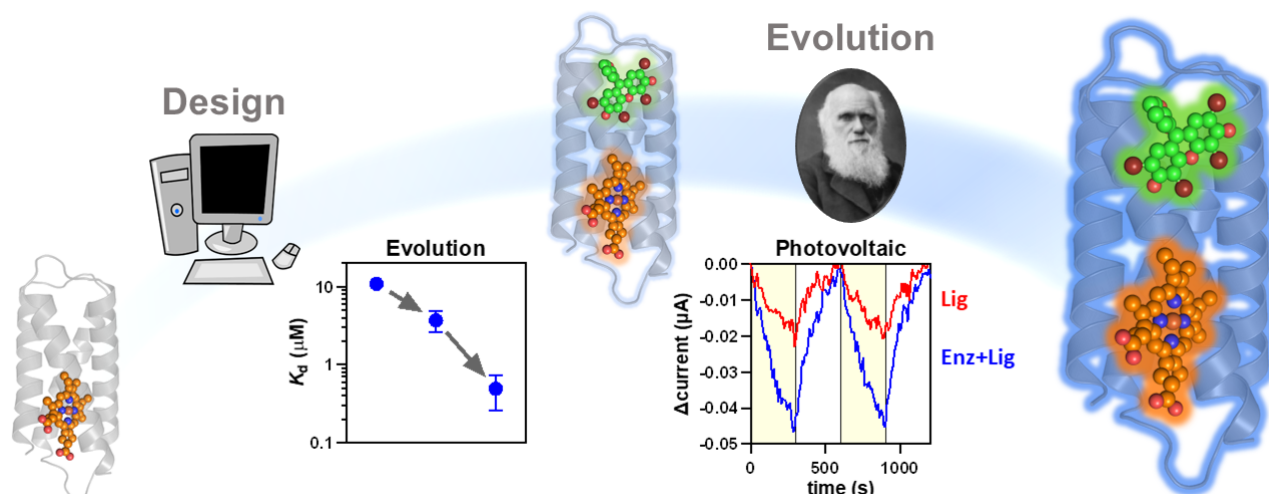 Design
Evolution
Evolution
10
1
0.1
Kd (µM)
Photovoltaic
0.00
-0.01
-0.02
-0.03
-0.04
-0.05
Δcurrent (µA)
0
500
1000
time (s)
Lig
Enz+Lig